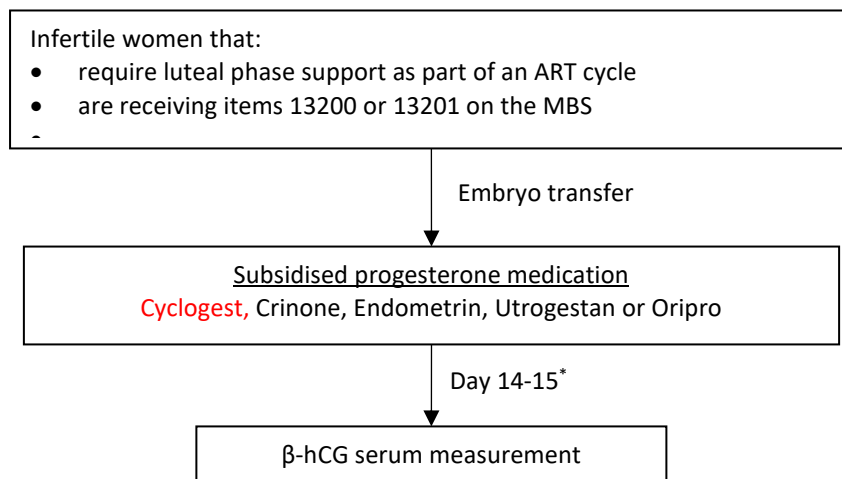 Infertile women that:
• require luteal phase support as part of an ART cycle
• are receiving items 13200 or 13201 on the MBS
•
Embryo transfer
Subsidised progesterone medication
Cyclogest, Crinone, Endometrin, Utrogestan or Oripro
Day 14-15*
β-hCG serum measurement